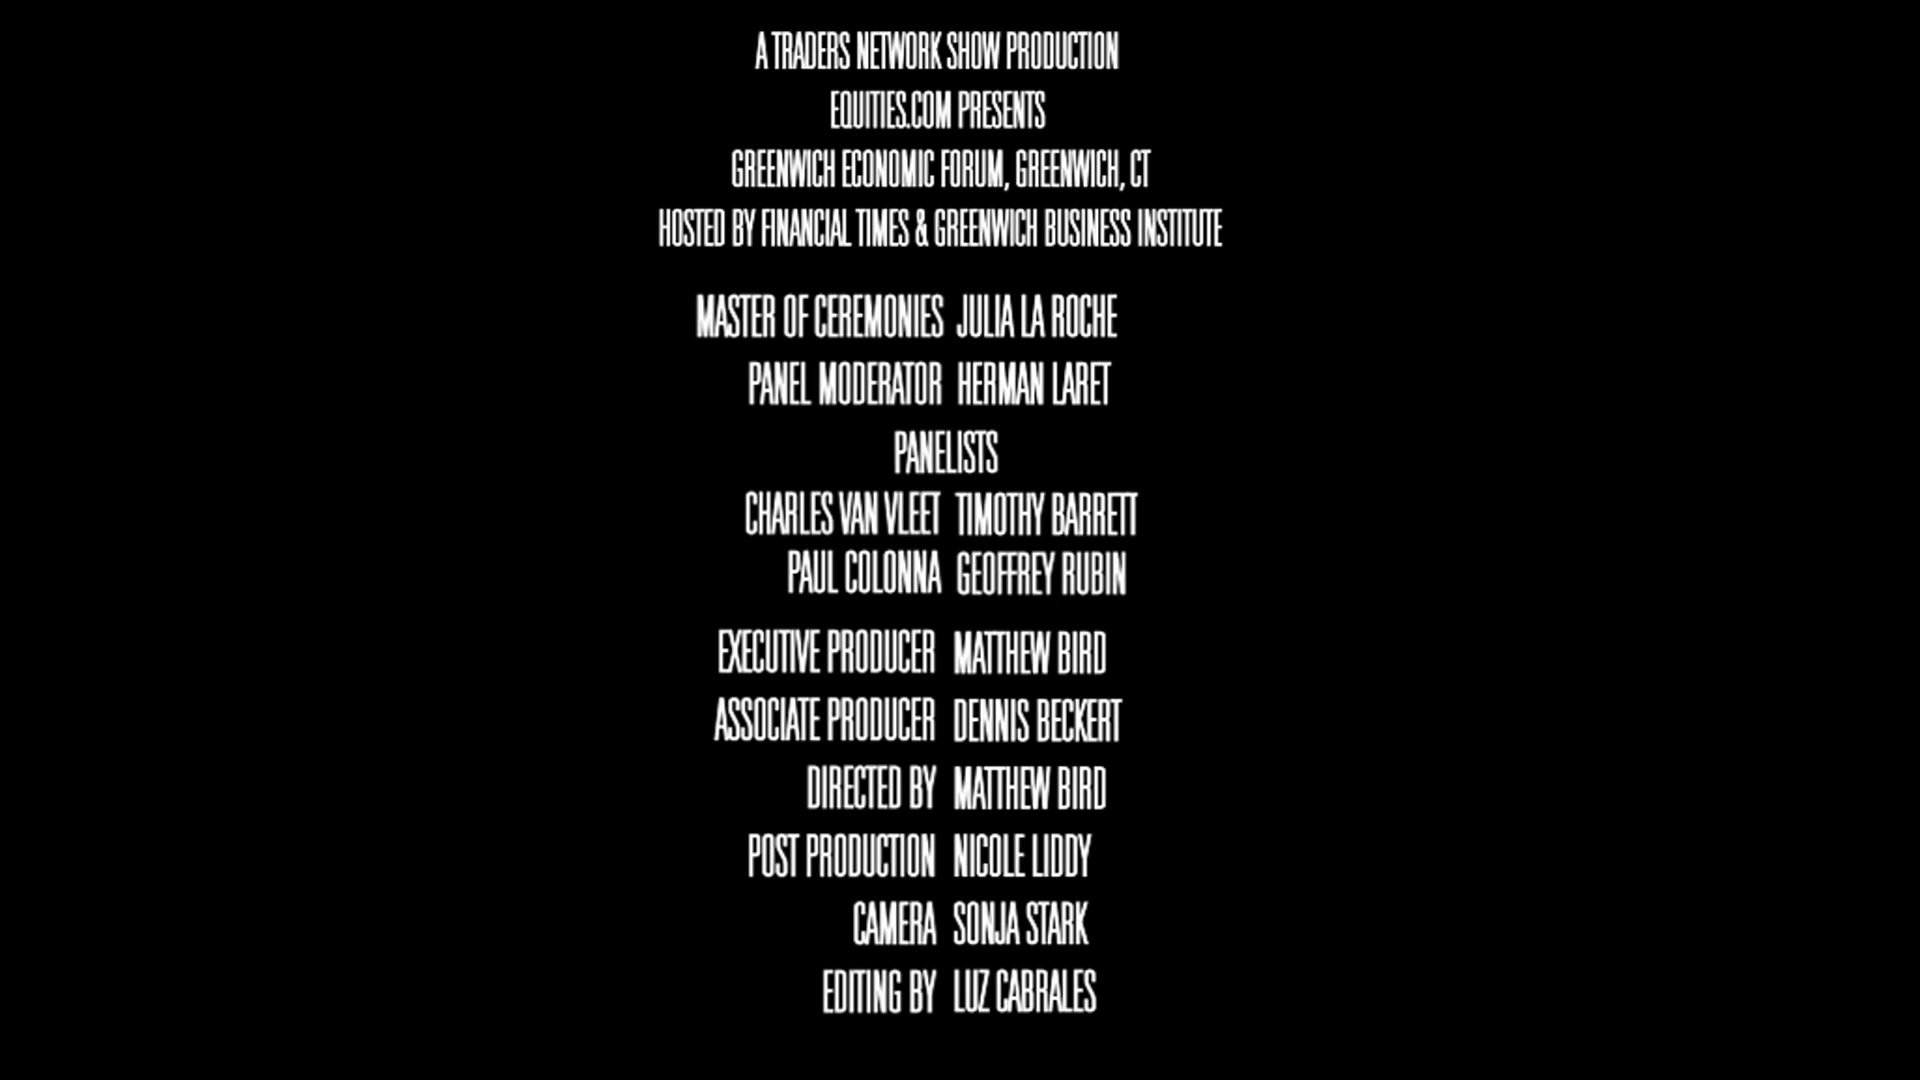 A TRADERS NETWORK SHOW PRODUCTION
EQUITIES.COM PRESENTS
GREENWICH ECONOMIC FORUM, GREENWICH, CT
HOSTED BY FINANCIAL TIMES & GREENWICH BUSINESS INSTITUTE
MASTER OF CEREMONIES JULIA LA ROCHE
PANEL MODERATOR HERMAN LARET
PANELISTS
CHARLES VAN VLEET TIMOTHY BARRETT
PAUL COLONNA GEOFFREY RUBIN
EXECUTIVE PRODUCER MATTHEW BIRD
ASSOCIATE PRODUCER DENNIS BECKERT
DIRECTED BY MATTHEW BIRD
POST PRODUCTION NICOLE LIDDY
CAMERA SONJA STARK
EDITING BY LUZ CABRALES